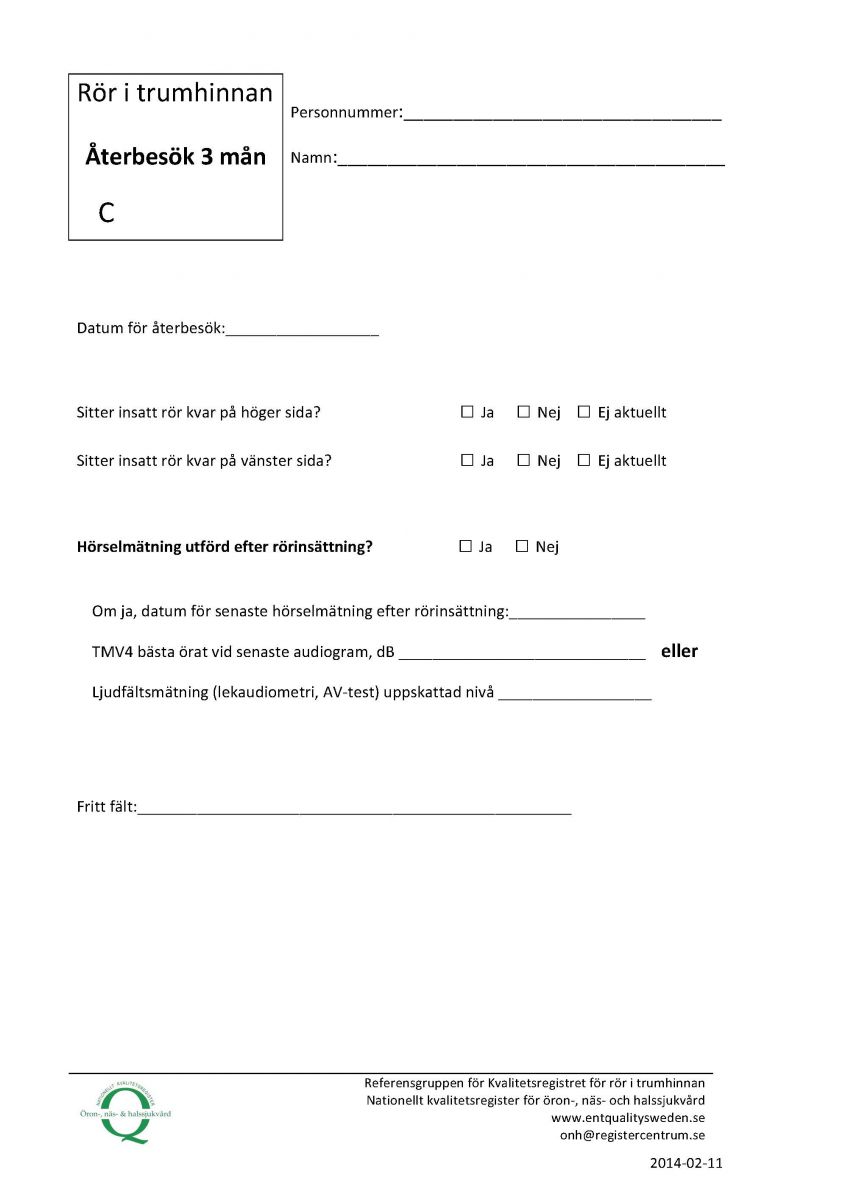 Rör i trumhinnan
Återbesök 3 mån
C
Personnummer:___________________________________
Namn:___________________________________________
Datum för återbesök:__________________
Sitter insatt rör kvar på höger sida? ☐ Ja ☐ Nej ☐ Ej aktuellt
Sitter insatt rör kvar på vänster sida? ☐ Ja ☐ Nej ☐ Ej aktuellt
Hörselmätning utförd efter rörinsättning? ☐ Ja ☐ Nej
Om ja, datum för senaste hörselmätning efter rörinsättning:________________
TMV4 bästa örat vid senaste audiogram, dB _____________________________ eller
Ljudfältsmätning (lekaudiometri, AV-test) uppskattad nivå __________________
Fritt fält:___________________________________________________
NATIONELLT KVALITETSREGISTER
Öron-, näs- & halssjukvård
Referensgruppen för Kvalitetsregistret för rör i trumhinnan
Nationellt kvalitetsregister för öron-, näs- och halssjukvård
www.entqualitysweden.se
onh@registercentrum.se
2014-02-11